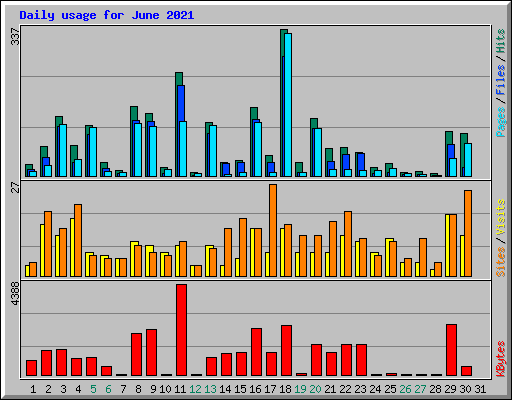 Daily usage for June 2021
337
Pages / Files / Hits
27
Sites / Visits
4388
KBytes
1 2 3 4 5 6 7 8 9 10 11 12 13 14 15 16 17 18 19 20 21 22 23 24 25 26 27 28 29 30 31